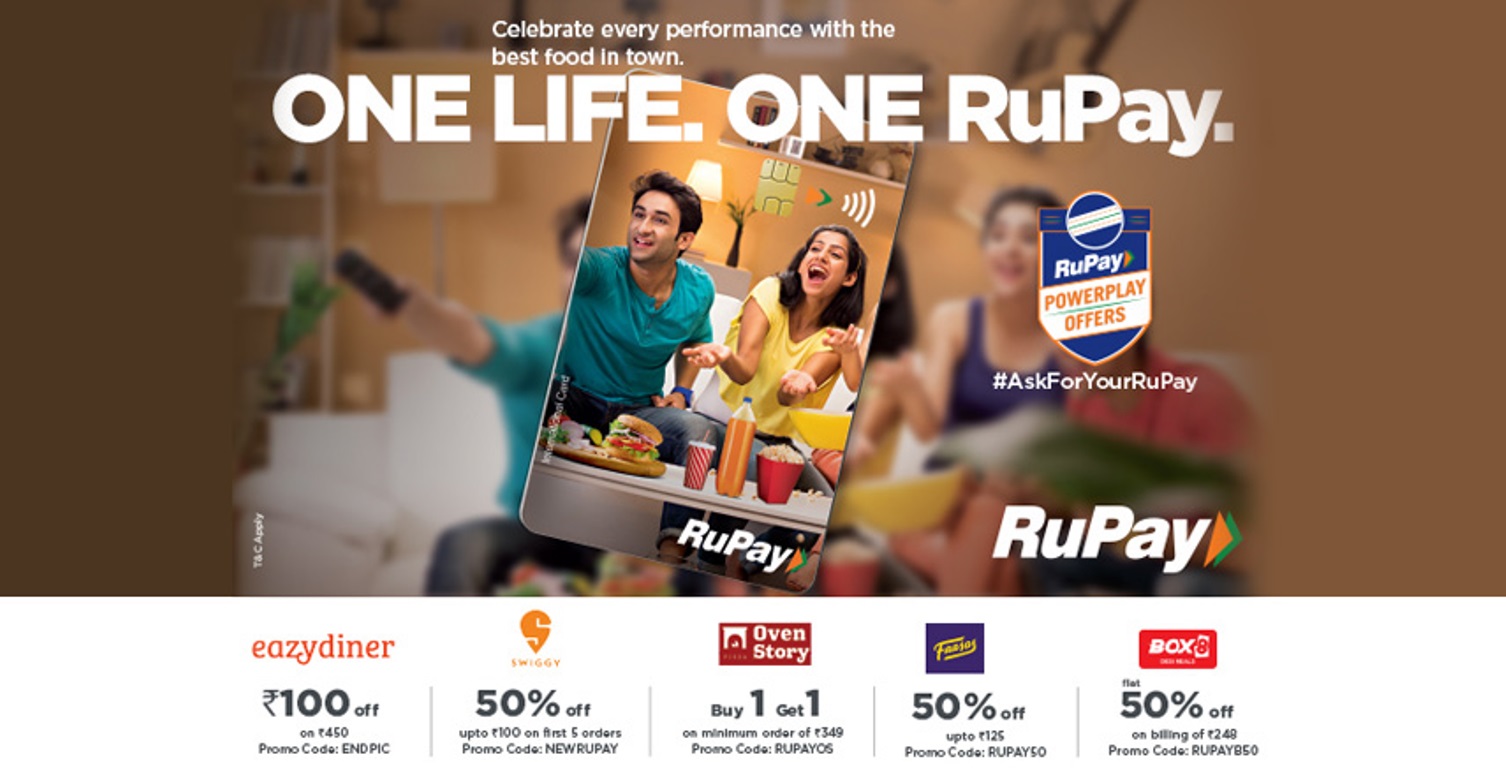 Celebrate every performance with the
best food in town.
ONE LIFE. ONE RuPay.
RuPay
POWERPLAY
OFFERS
#AskForYourRuPay
RuPay
RuPay
T&C Apply
eazydiner
₹100 off
on ₹450
Promo Code: ENDPIC
SWIGGY
50% off
upto ₹100 on first 5 orders
Promo Code: NEWRUPAY
Oven
Story
PIZZA
Buy 1 Get 1
on minimum order of ₹349
Promo Code: RUPAYOS
Faasos
50% off
upto ₹125
Promo Code: RUPAY50
BOX8
DESI MEALS
flat
50% off
on billing of ₹248
Promo Code: RUPAYB50